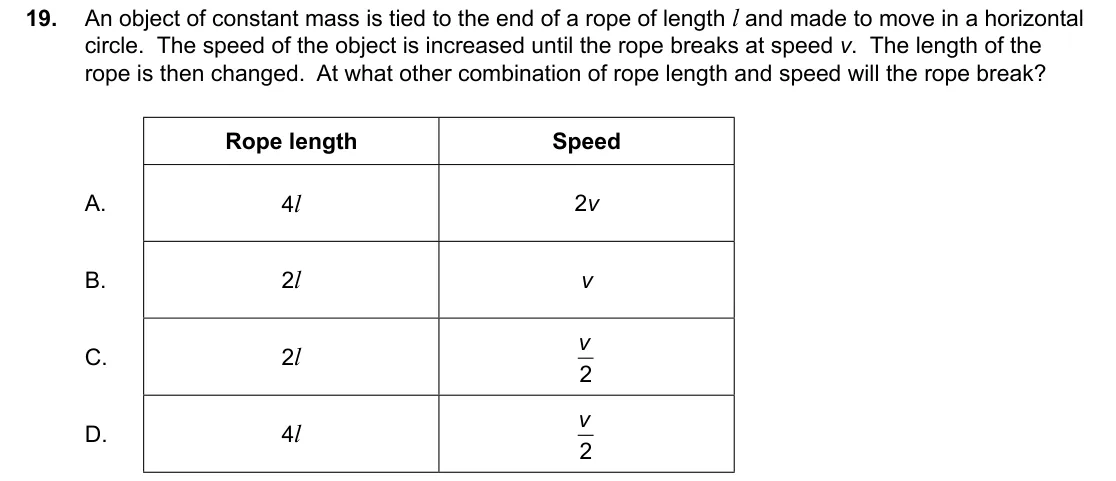 19. An object of constant mass is tied to the end of a rope of length l and made to move in a horizontal
circle. The speed of the object is increased until the rope breaks at speed v. The length of the
rope is then changed. At what other combination of rope length and speed will the rope break?
Rope length Speed
A. 4l 2v
B. 2l v
C. 2l v/2
D. 4l v/2